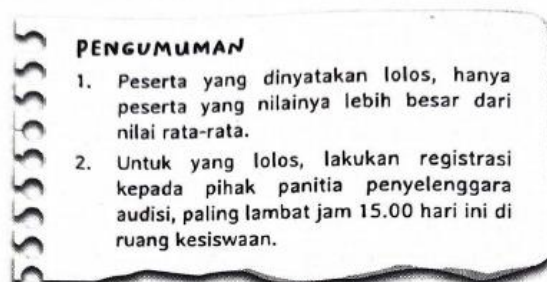 PENGUMUMAN
1. Peserta yang dinyatakan lolos, hanya
peserta yang nilainya lebih besar dari
nilai rata-rata.
2. Untuk yang lolos, lakukan registrasi
kepada pihak panitia penyelenggara
audisi, paling lambat jam 15.00 hari ini di
ruang kesiswaan.